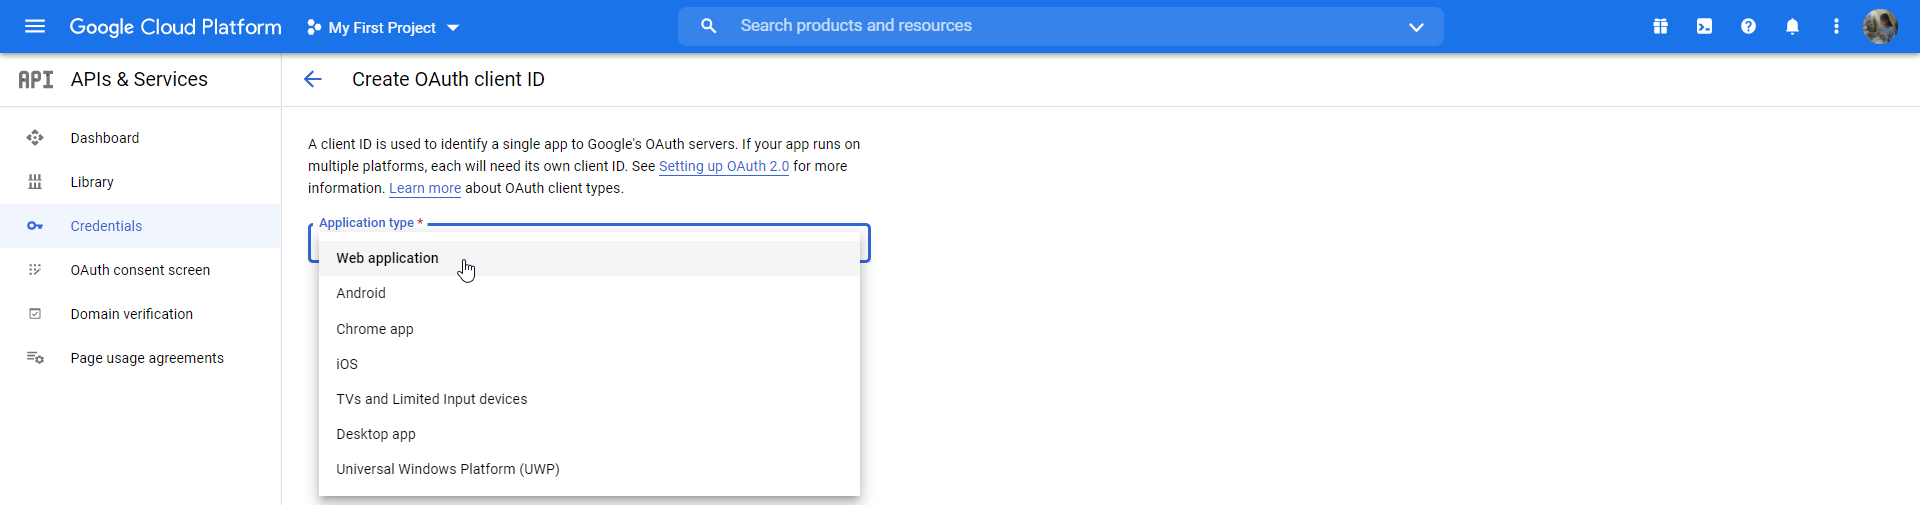 Google Cloud Platform
My First Project
Search products and resources
API
APIs & Services
Create OAuth client ID
Dashboard
Library
Credentials
OAuth consent screen
Domain verification
Page usage agreements
A client ID is used to identify a single app to Google's OAuth servers. If your app runs on
multiple platforms, each will need its own client ID. See Setting up OAuth 2.0 for more
information. Learn more about OAuth client types.
Application type *
Web application
Android
Chrome app
iOS
TVs and Limited Input devices
Desktop app
Universal Windows Platform (UWP)